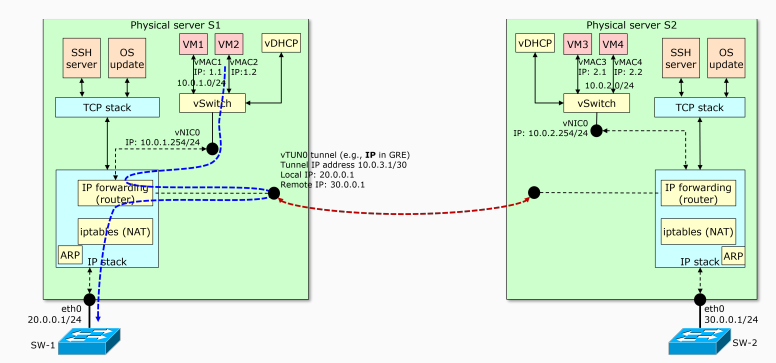 Physical server S1
SSH
server
OS
update
VM1
VM2
vDHCP
vMAC1
IP: 1.1
vMAC2
IP:1.2
10.0.1.0/24
TCP stack
vSwitch
vNIC0
IP: 10.0.1.254/24
vTUN0 tunnel (e.g., IP in GRE)
Tunnel IP address 10.0.3.1/30
Local IP: 20.0.0.1
Remote IP: 30.0.0.1
IP forwarding
(router)
iptables (NAT)
ARP
IP stack
eth0
20.0.0.1/24
SW-1
Physical server S2
vDHCP
VM3
VM4
SSH
server
OS
update
vMAC3
IP: 2.1
vMAC4
IP: 2.2
10.0.2.0/24
vSwitch
TCP stack
vNIC0
IP: 10.0.2.254/24
IP forwarding
(router)
iptables (NAT)
ARP
IP stack
eth0
30.0.0.1/24
SW-2